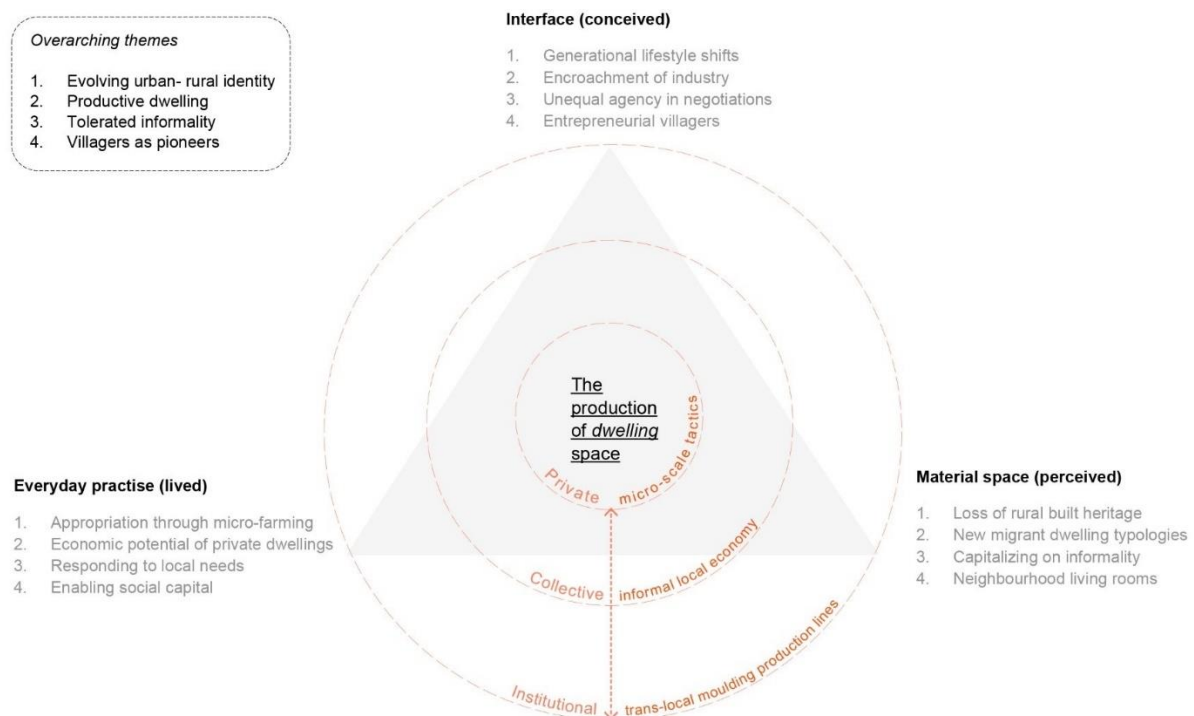 Overarching themes
1. Evolving urban- rural identity
2. Productive dwelling
3. Tolerated informality
4. Villagers as pioneers
Interface (conceived)
1. Generational lifestyle shifts
2. Encroachment of industry
3. Unequal agency in negotiations
4. Entrepreneurial villagers
The
production
of dwelling
space
Private
micro-scale tactics
Collective
informal local economy
Institutional
trans-local moulding production lines
Everyday practise (lived)
1. Appropriation through micro-farming
2. Economic potential of private dwellings
3. Responding to local needs
4. Enabling social capital
Material space (perceived)
1. Loss of rural built heritage
2. New migrant dwelling typologies
3. Capitalizing on informality
4. Neighbourhood living rooms